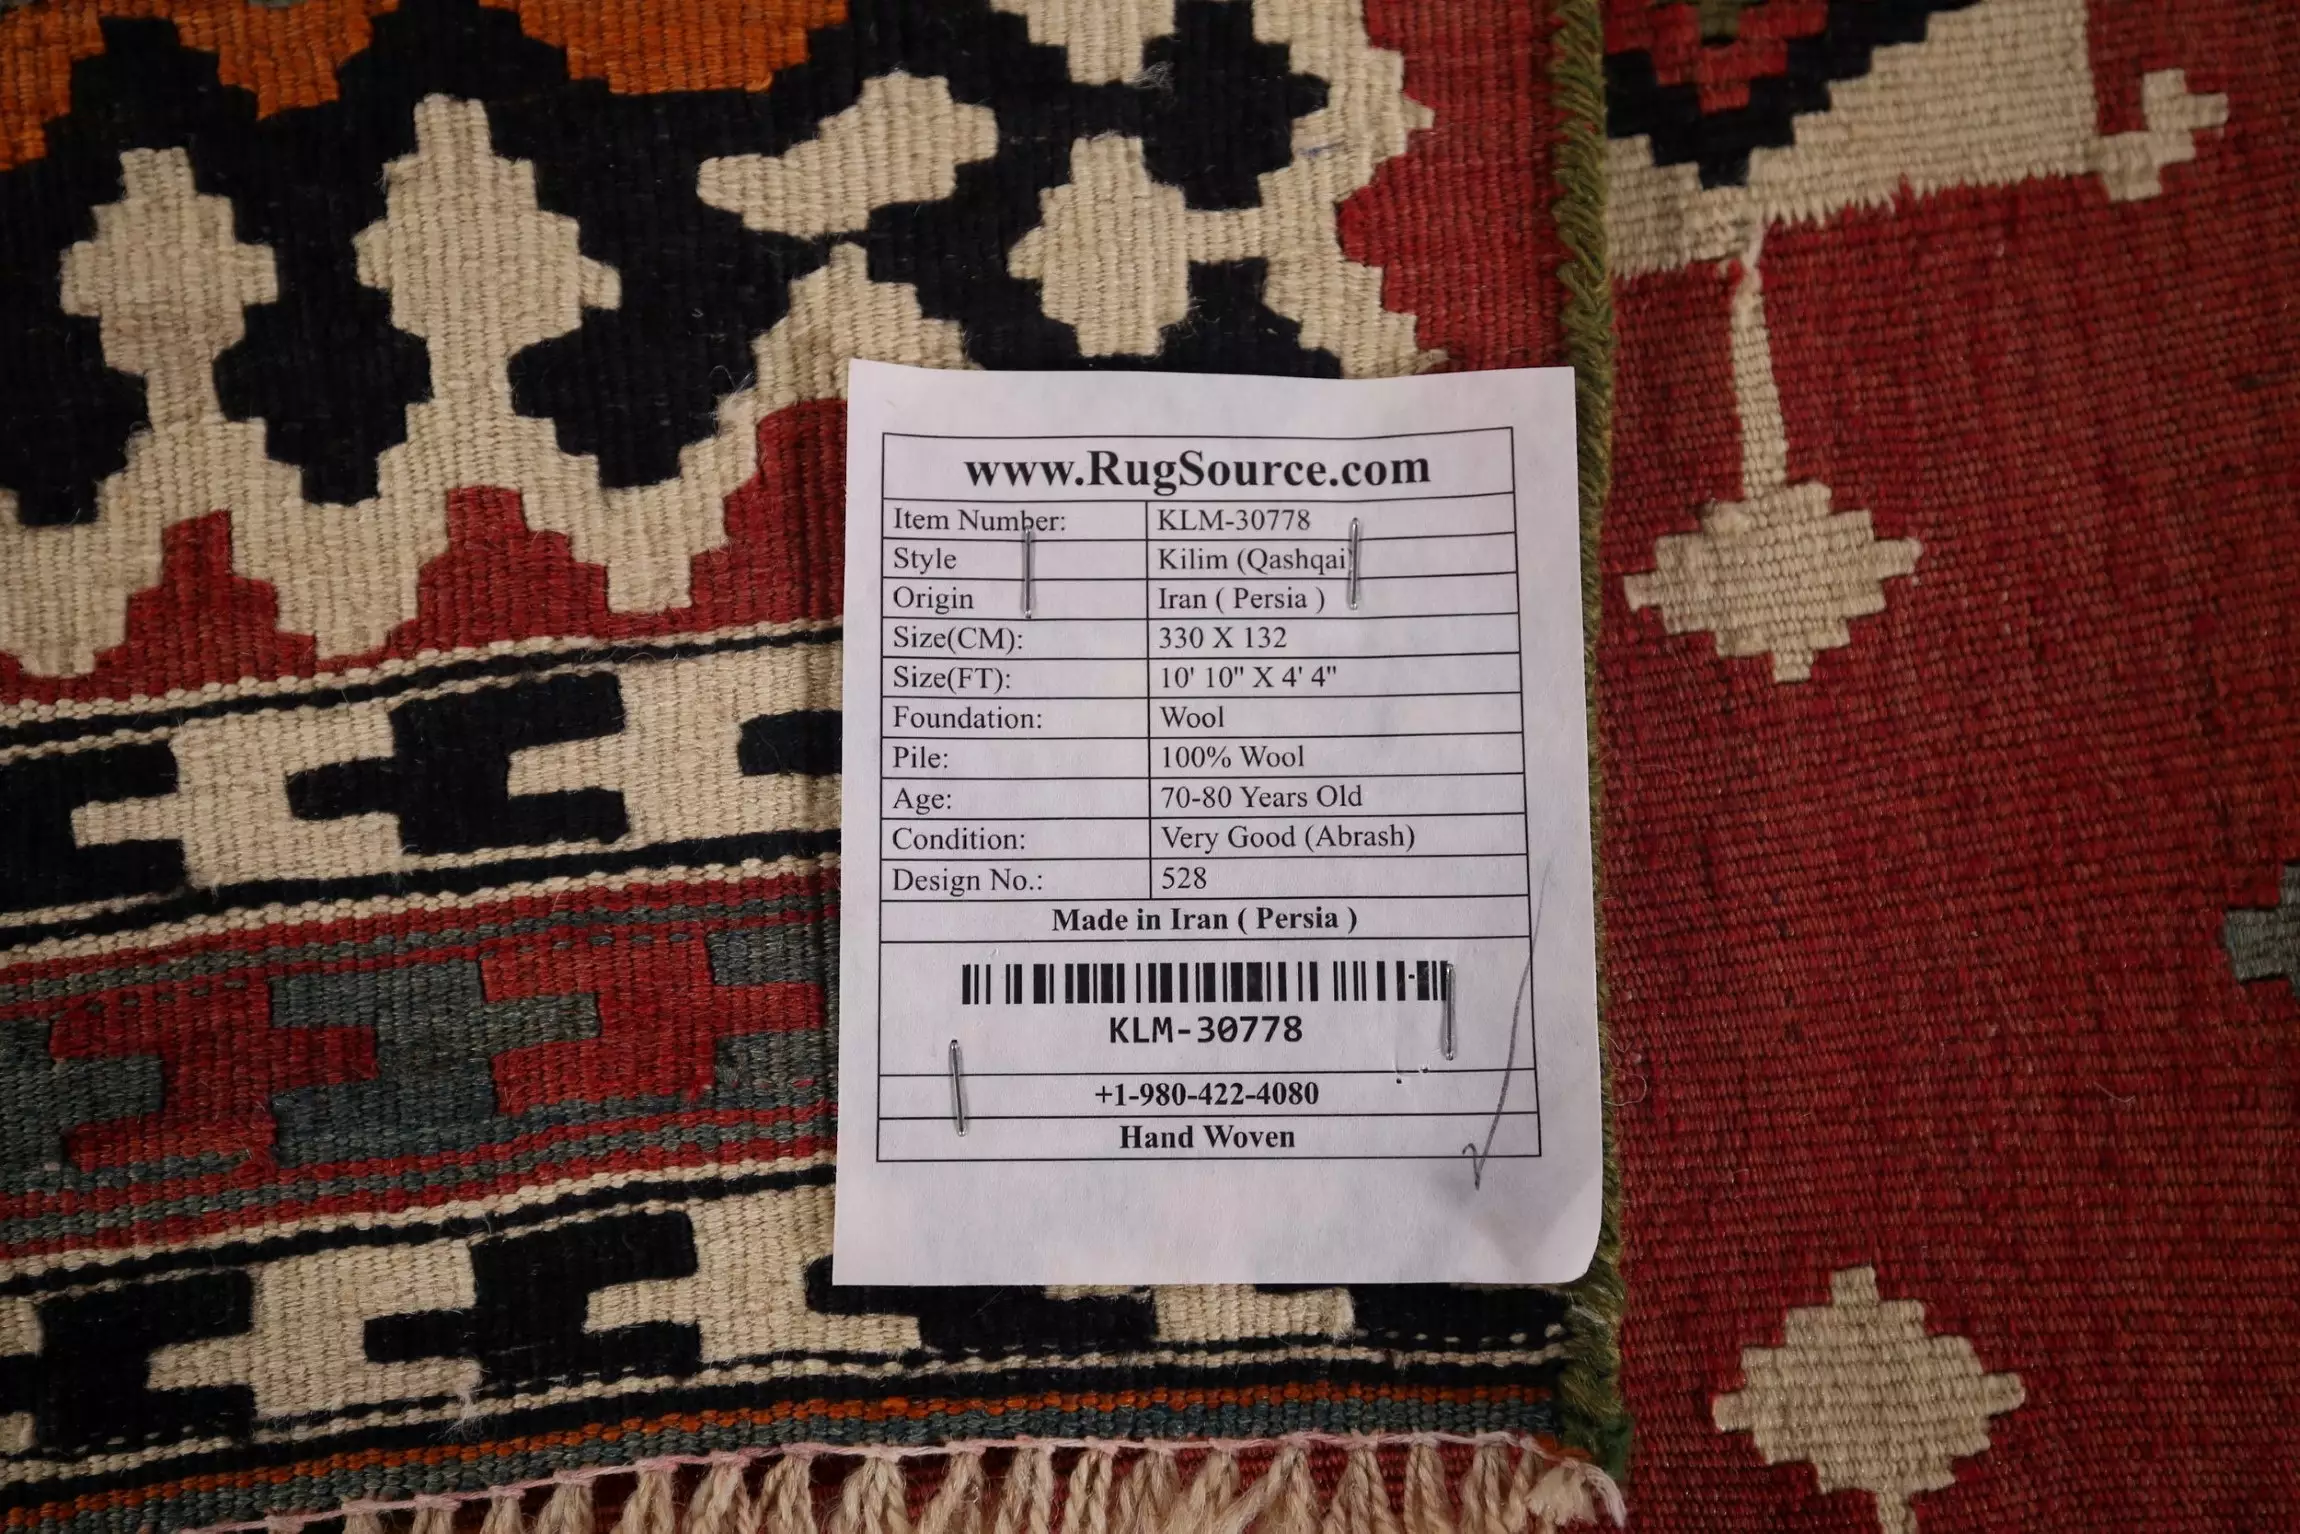 www.RugSource.com
Item Number: KLM-30778
Style Kilim (Qashqai)
Origin Iran ( Persia )
Size(CM): 330 X 132
Size(FT): 10' 10" X 4' 4"
Foundation: Wool
Pile: 100% Wool
Age: 70-80 Years Old
Condition: Very Good (Abrash)
Design No.: 528
Made in Iran ( Persia )
KLM-30778
+1-980-422-4080
Hand Woven